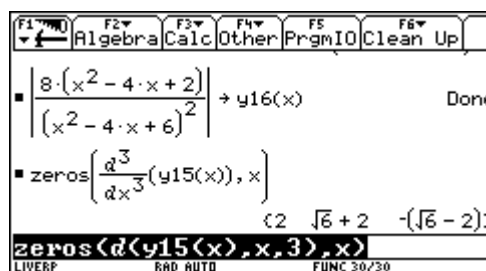 F1 F2 F3 F4 F5 F6
Algebra Calc Other PrgmIO Clean Up
▪ |8·(x² - 4·x + 2) / (x² - 4·x + 6)²| → y16(x) Done
▪ zeros(d³/dx³(y15(x)), x)
{2 √6 + 2 -(√6 - 2)}
zeros(d(y15(x),x,3),x)
LIVERP RAD AUTO FUNC 30/30